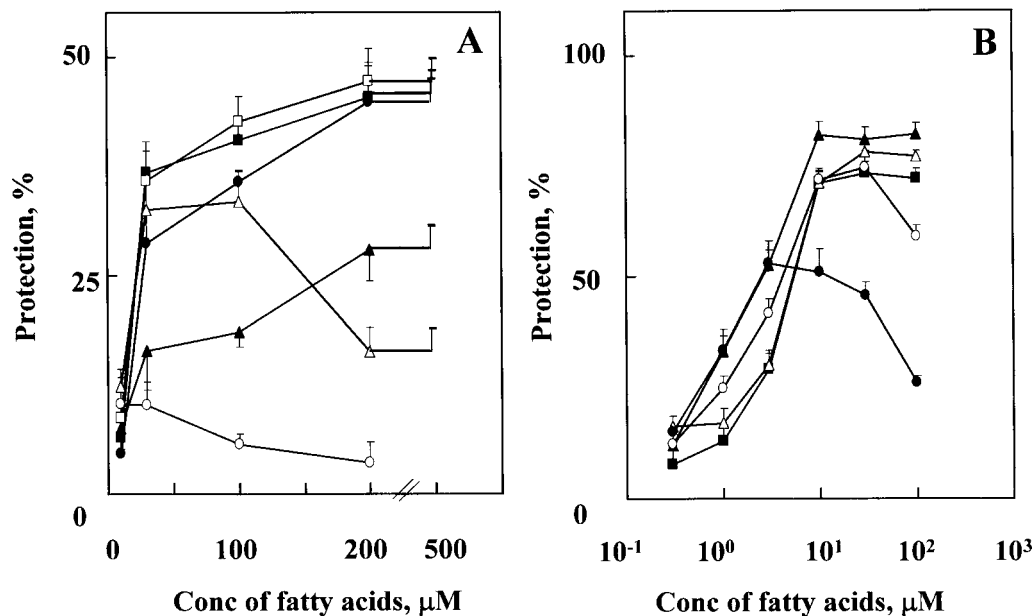 A
50
25
0
0 100 200 500
Protection, %
Conc of fatty acids, µM
B
100
50
0
10⁻¹ 10⁰ 10¹ 10² 10³
Protection, %
Conc of fatty acids, µM